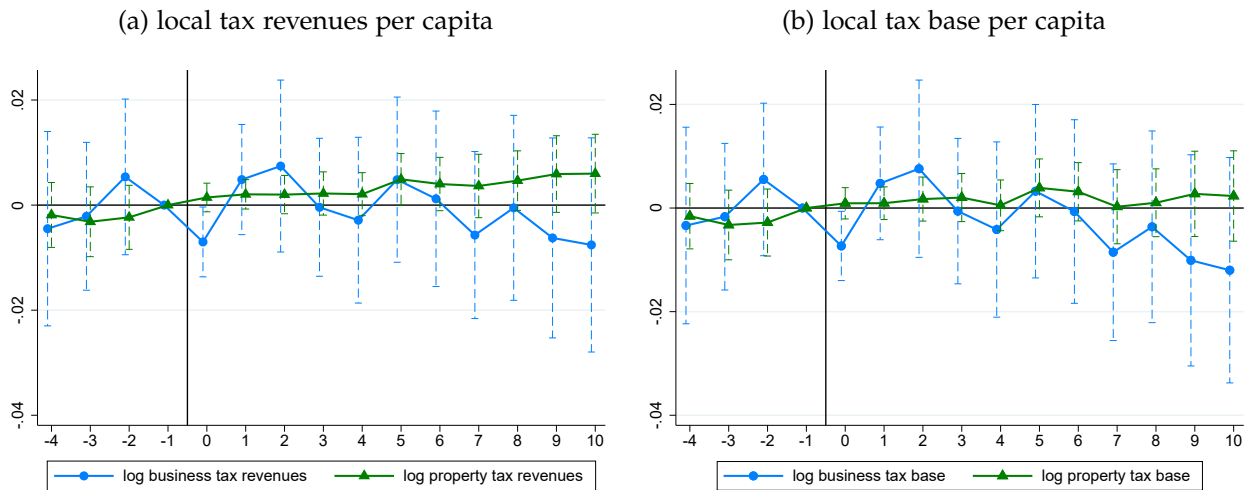 (a) local tax revenues per capita
.02
0
-.02
-.04
-4 -3 -2 -1 0 1 2 3 4 5 6 7 8 9 10
log business tax revenues log property tax revenues
(b) local tax base per capita
.02
0
-.02
-.04
-4 -3 -2 -1 0 1 2 3 4 5 6 7 8 9 10
log business tax base log property tax base